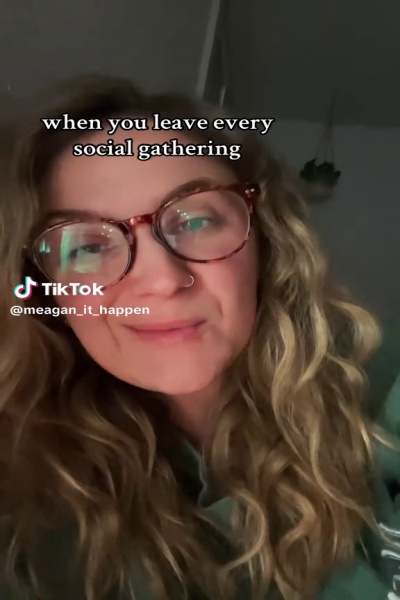 when you leave every
social gathering
TikTok
@meagan_it_happen